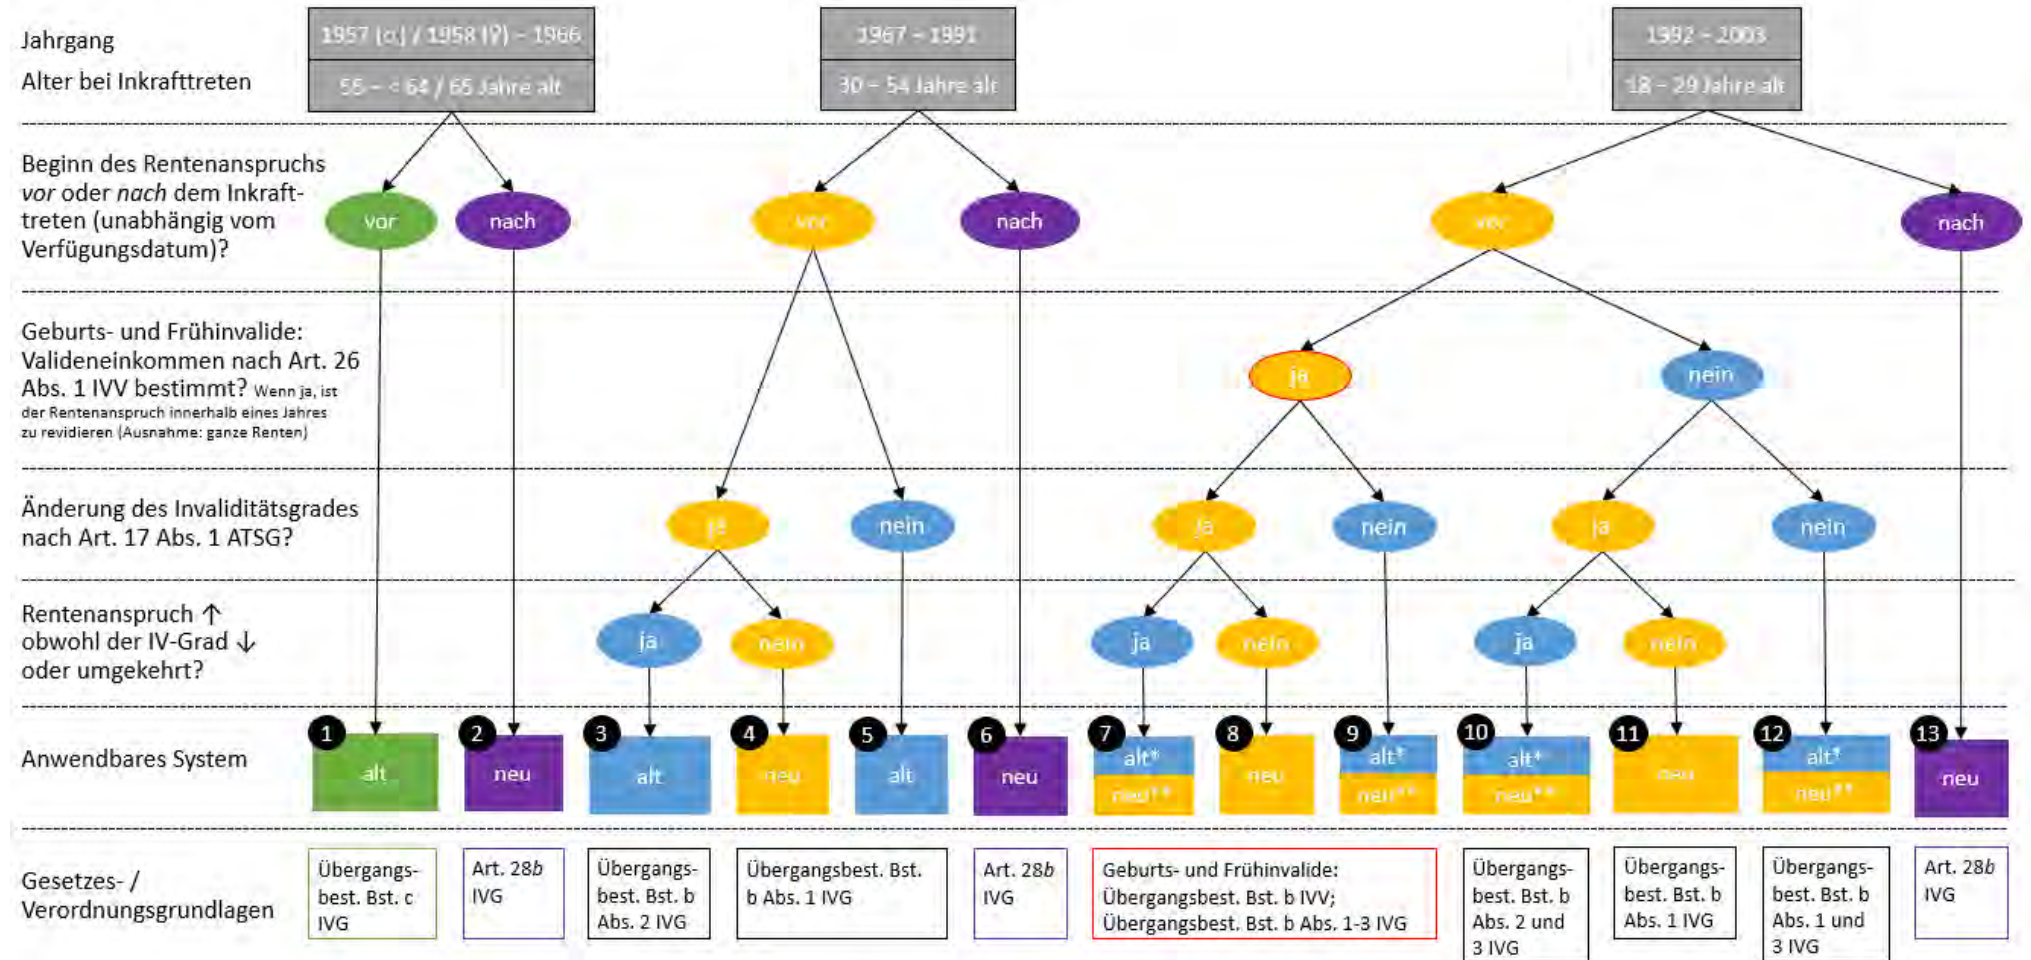 Jahrgang
1957 (♂) / 1958 (♀) – 1966
1967 – 1991
1992 – 2003
Alter bei Inkrafttreten
55 – < 64 / 65 Jahre alt
30 – 54 Jahre alt
18 – 29 Jahre alt
Beginn des Rentenanspruchs
vor oder nach dem Inkraft-
treten (unabhängig vom
Verfügungsdatum)?
vor
nach
vor
nach
vor
nach
Geburts- und Frühinvalide:
Valideneinkommen nach Art. 26
Abs. 1 IVV bestimmt? Wenn ja, ist
der Rentenanspruch innerhalb eines Jahres
zu revidieren (Ausnahme: ganze Renten)
ja
nein
Änderung des Invaliditätsgrades
nach Art. 17 Abs. 1 ATSG?
ja
nein
ja
nein
ja
nein
Rentenanspruch ↑
obwohl der IV-Grad ↓
oder umgekehrt?
ja
nein
ja
nein
ja
nein
Anwendbares System
1
alt
2
neu
3
alt
4
neu
5
alt
6
neu
7
alt*
neu**
8
neu
9
alt*
neu**
10
alt*
neu**
11
neu
12
alt*
neu**
13
neu
Gesetzes- /
Verordnungsgrundlagen
Übergangs-
best. Bst. c
IVG
Art. 28b
IVG
Übergangs-
best. Bst. b
Abs. 2 IVG
Übergangsbest. Bst.
b Abs. 1 IVG
Art. 28b
IVG
Geburts- und Frühinvalide:
Übergangsbest. Bst. b IVV;
Übergangsbest. Bst. b Abs. 1-3 IVG
Übergangs-
best. Bst. b
Abs. 2 und
3 IVG
Übergangs-
best. Bst. b
Abs. 1 IVG
Übergangs-
best. Bst. b
Abs. 1 und
3 IVG
Art. 28b
IVG